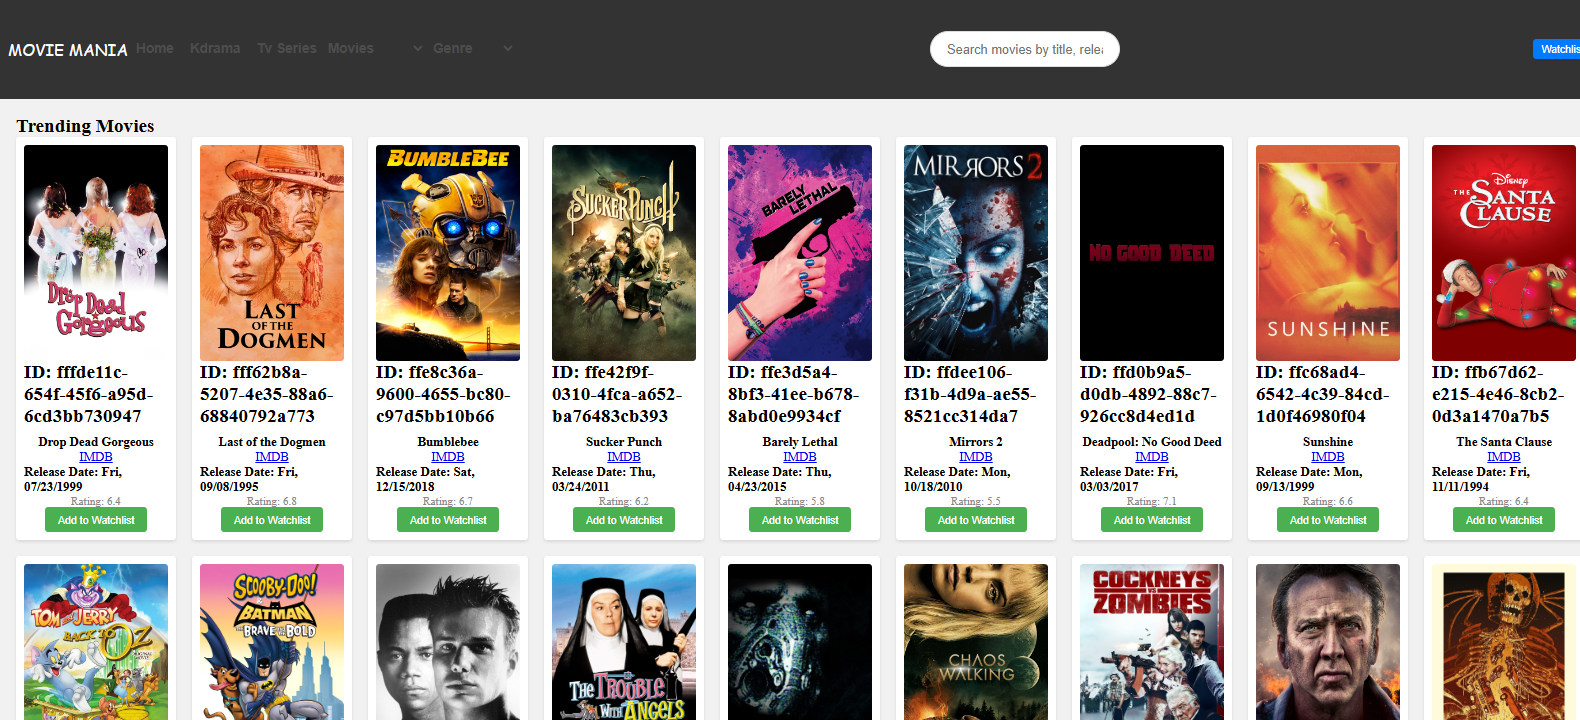 MOVIE MANIA Home Kdrama Tv Series Movies Genre Search movies by title, relea Watchlis
Trending Movies
Drop Dead
Gorgeous
LAST
OF THE
DOGMEN
BUMBLEBEE
SUCKER PUNCH
BARELY
LETHAL
MIRRORS 2
NO GOOD DEED
SUNSHINE
DISNEY
THE SANTA
CLAUSE
ID: fffde11c-
654f-45f6-a95d-
6cd3bb730947
Drop Dead Gorgeous
IMDB
Release Date: Fri,
07/23/1999
Rating: 6.4
Add to Watchlist
ID: fff62b8a-
5207-4e35-88a6-
68840792a773
Last of the Dogmen
IMDB
Release Date: Fri,
09/08/1995
Rating: 6.8
Add to Watchlist
ID: ffe8c36a-
9600-4655-bc80-
c97d5bb10b66
Bumblebee
IMDB
Release Date: Sat,
12/15/2018
Rating: 6.7
Add to Watchlist
ID: ffe42f9f-
0310-4fca-a652-
ba76483cb393
Sucker Punch
IMDB
Release Date: Thu,
03/24/2011
Rating: 6.2
Add to Watchlist
ID: ffe3d5a4-
8bf3-41ee-b678-
8abd0e9934cf
Barely Lethal
IMDB
Release Date: Thu,
04/23/2015
Rating: 5.8
Add to Watchlist
ID: ffdee106-
f31b-4d9a-ae55-
8521cc314da7
Mirrors 2
IMDB
Release Date: Mon,
10/18/2010
Rating: 5.5
Add to Watchlist
ID: ffd0b9a5-
d0db-4892-88c7-
926cc8d4ed1d
Deadpool: No Good Deed
IMDB
Release Date: Fri,
03/03/2017
Rating: 7.1
Add to Watchlist
ID: ffc68ad4-
6542-4c39-84cd-
1d0f46980f04
Sunshine
IMDB
Release Date: Mon,
09/13/1999
Rating: 6.6
Add to Watchlist
ID: ffb67d62-
e215-4e46-8cb2-
0d3a1470a7b5
The Santa Clause
IMDB
Release Date: Fri,
11/11/1994
Rating: 6.4
Add to Watchlist
TOM AND JERRY
BACK TO OZ
ORIGINAL
MOVIE
SCOOBY-DOO!
BATMAN
THE BRAVE AND THE BOLD
THE TROUBLE
WITH ANGELS
CHAOS
WALKING
COCKNEYS
VS
ZOMBIES